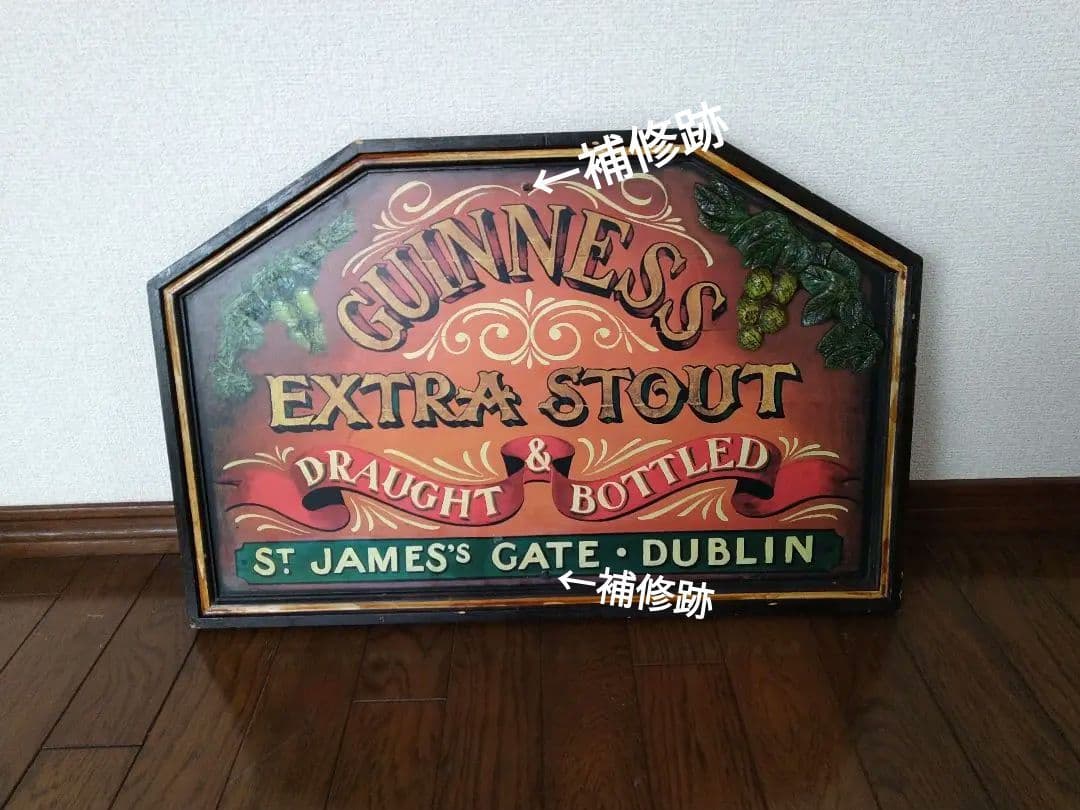 ←補修跡
GUINNESS
EXTRA STOUT
DRAUGHT & BOTTLED
ST JAMES'S GATE · DUBLIN
←補修跡